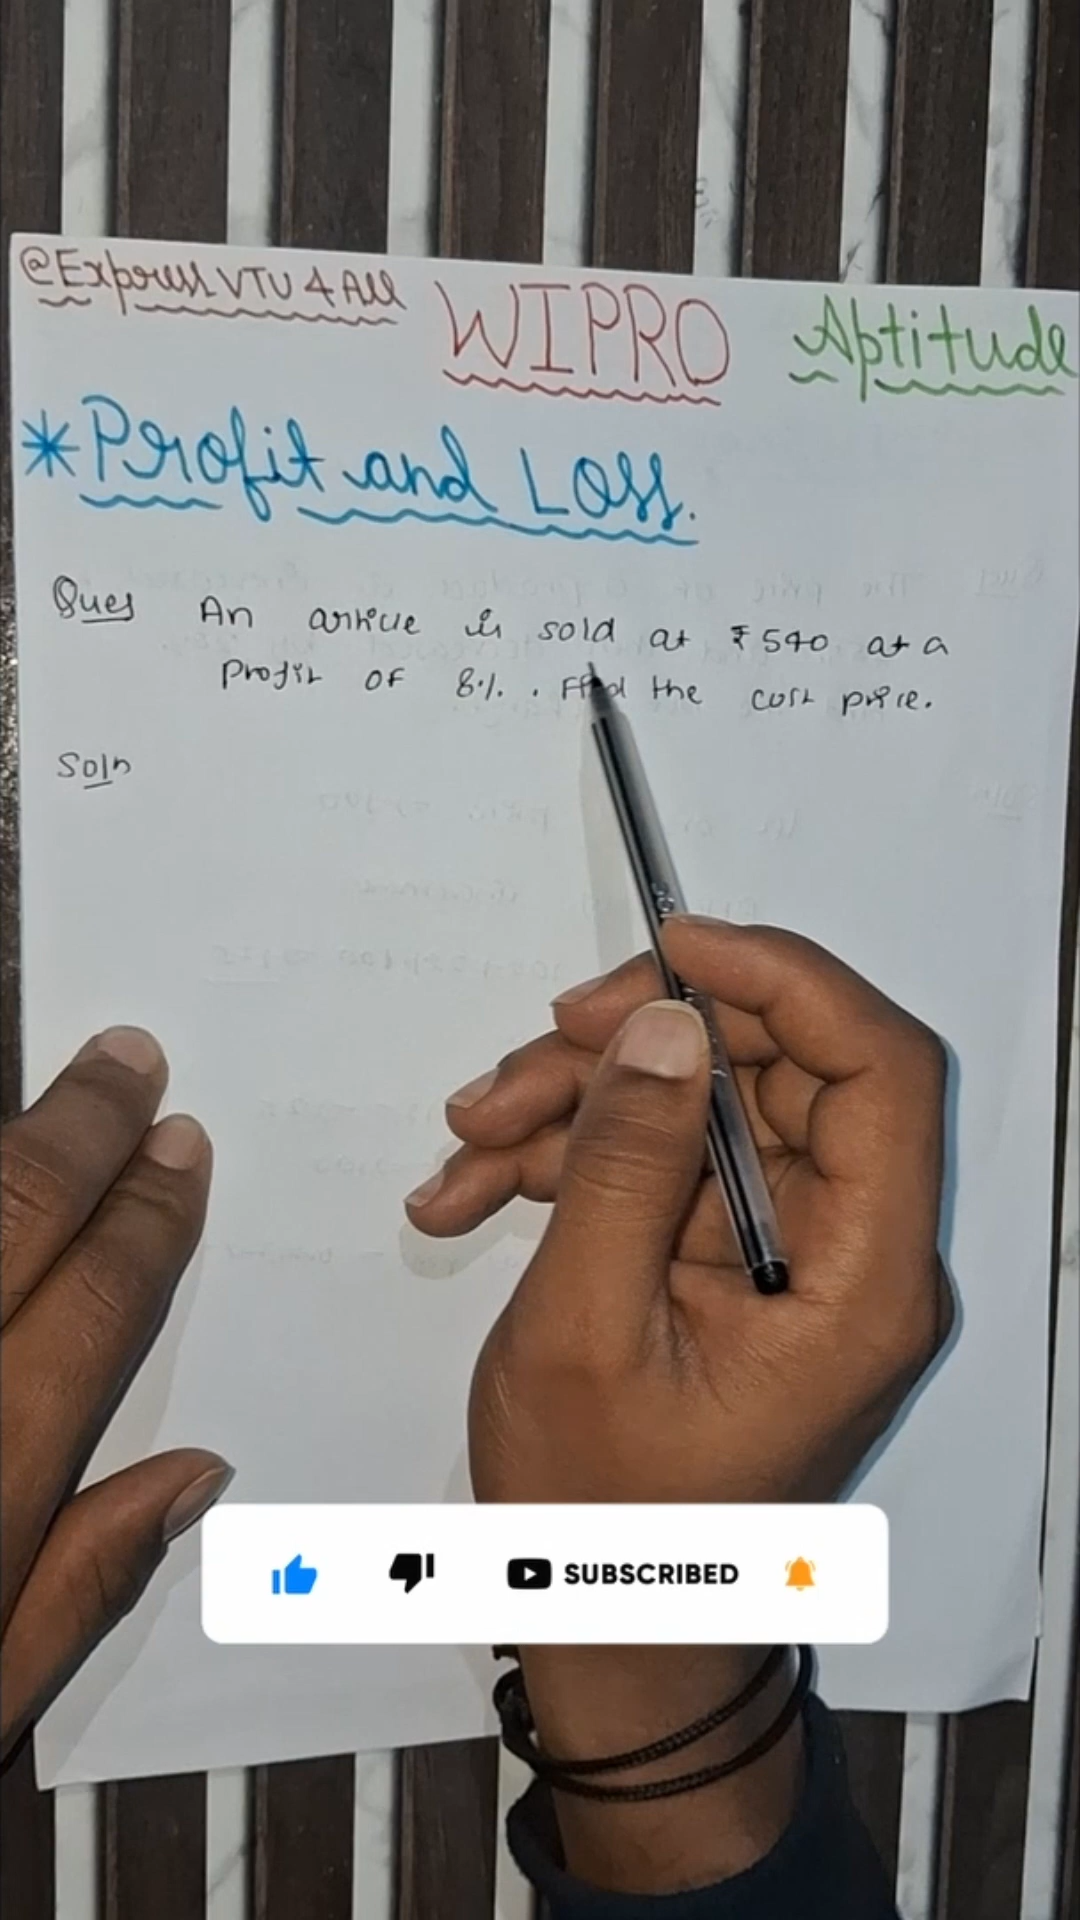 @ExpressVTU4All WIPRO Aptitude
*Profit and Loss.
Ques An article is sold at ₹540 at a
Profit OF 8%. Find the cost price.
Soln
SUBSCRIBED